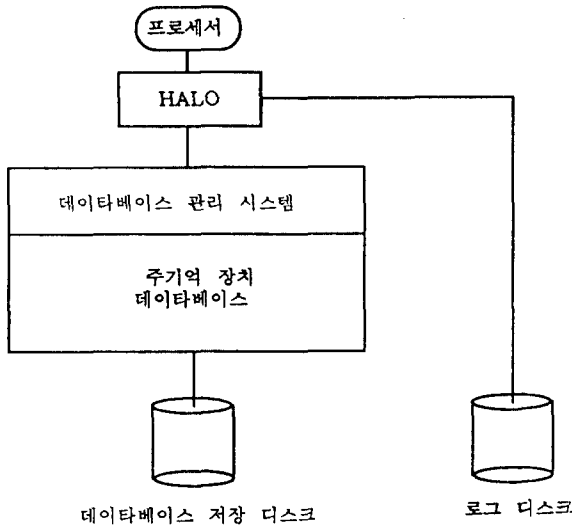 프로세서
HALO
데이타베이스 관리 시스템
주기억 장치
데이타베이스
데이타베이스 저장 디스크
로그 디스크